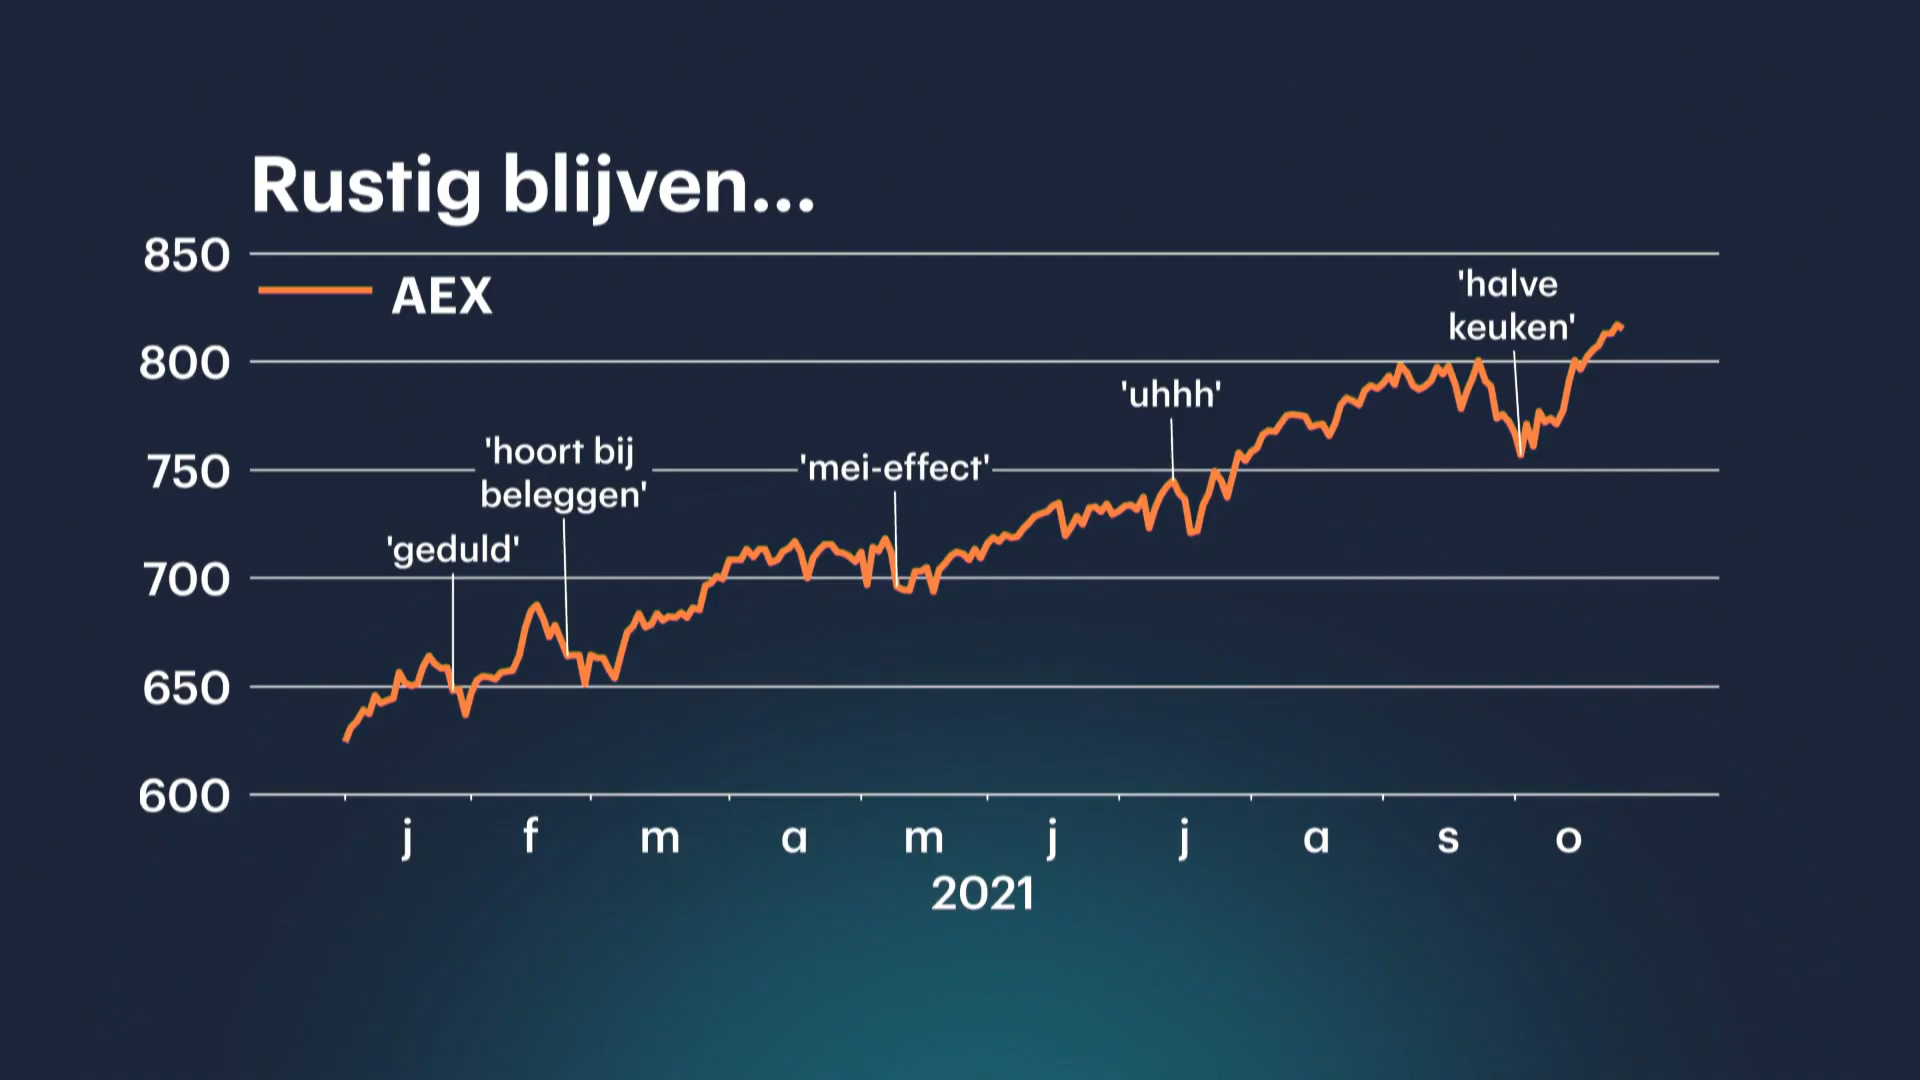 Rustig blijven...
850
AEX
'halve
keuken'
800
'uhhh'
'hoort bij
beleggen'
750
'mei-effect'
'geduld'
700
650
600
j f m a m j j a s o
2021